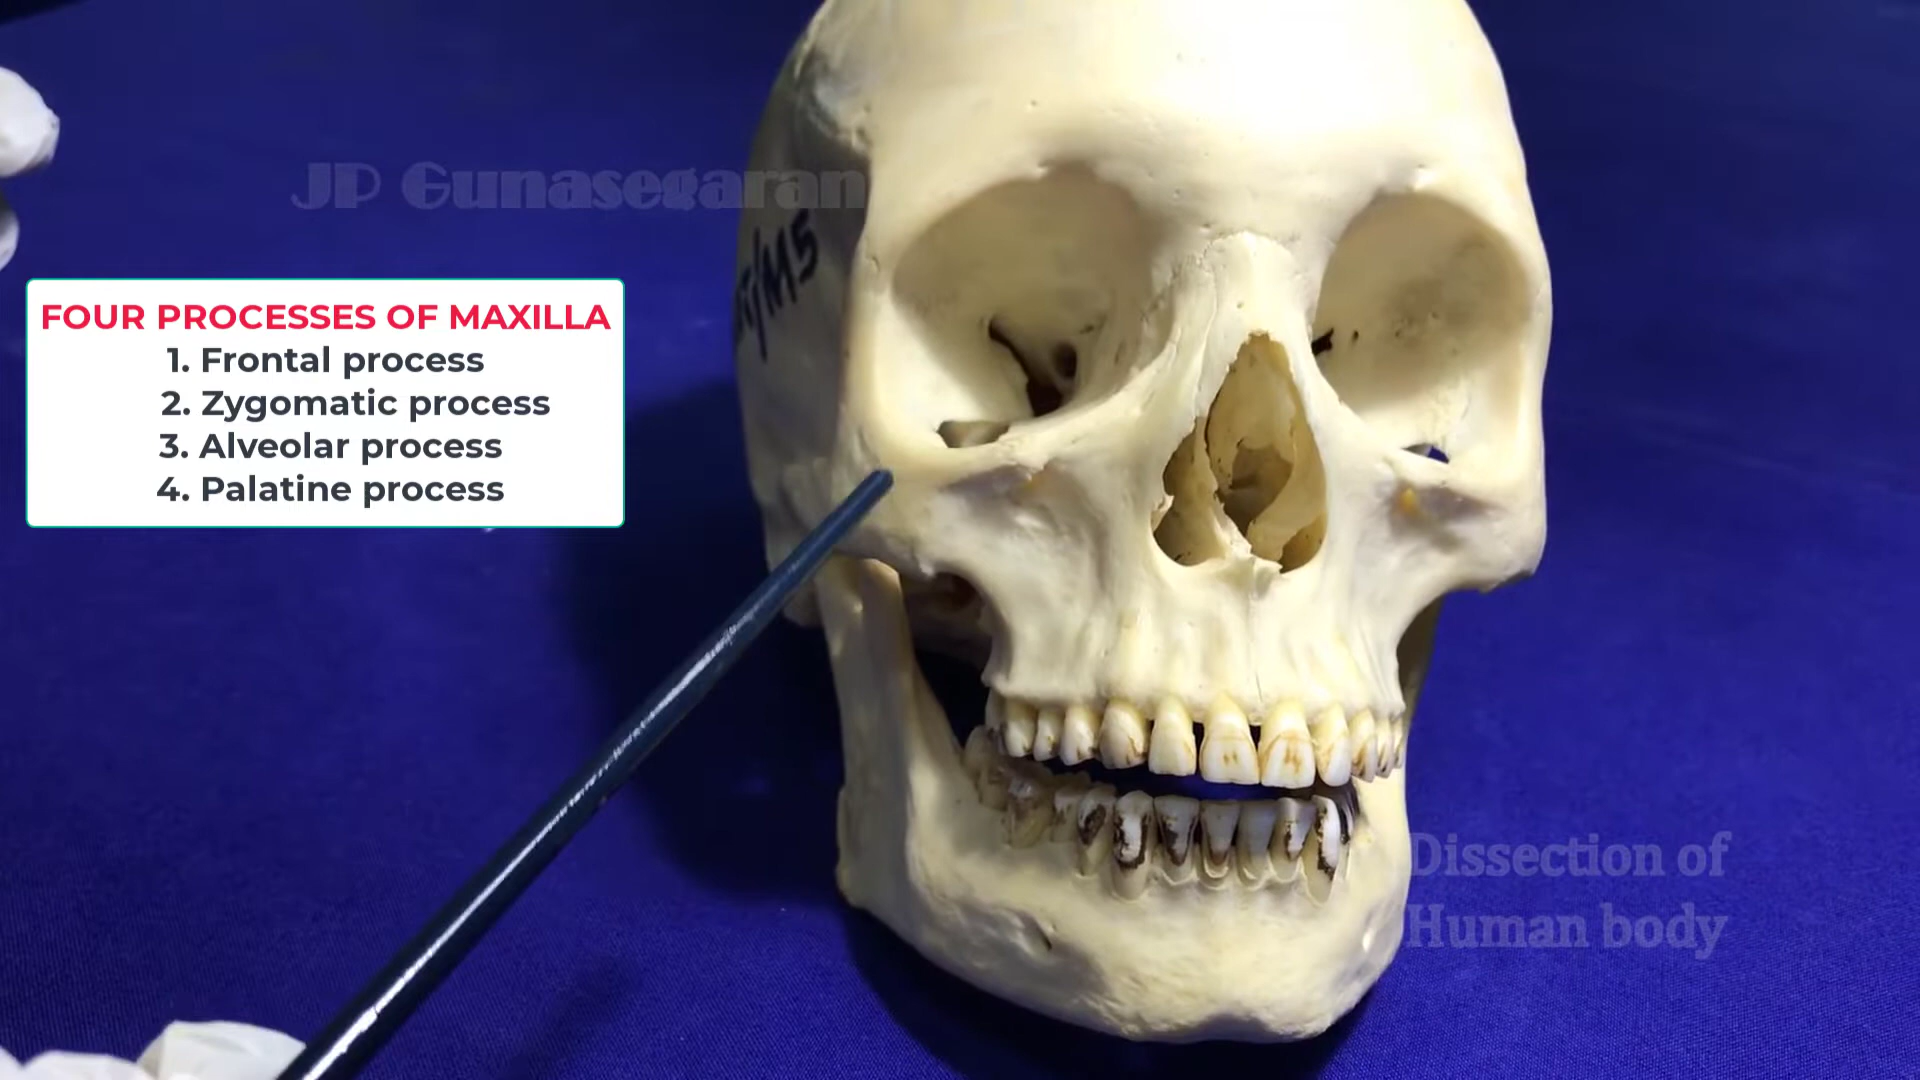 JP Gunasegaran
FOUR PROCESSES OF MAXILLA
1. Frontal process
2. Zygomatic process
3. Alveolar process
4. Palatine process
Dissection of
Human body